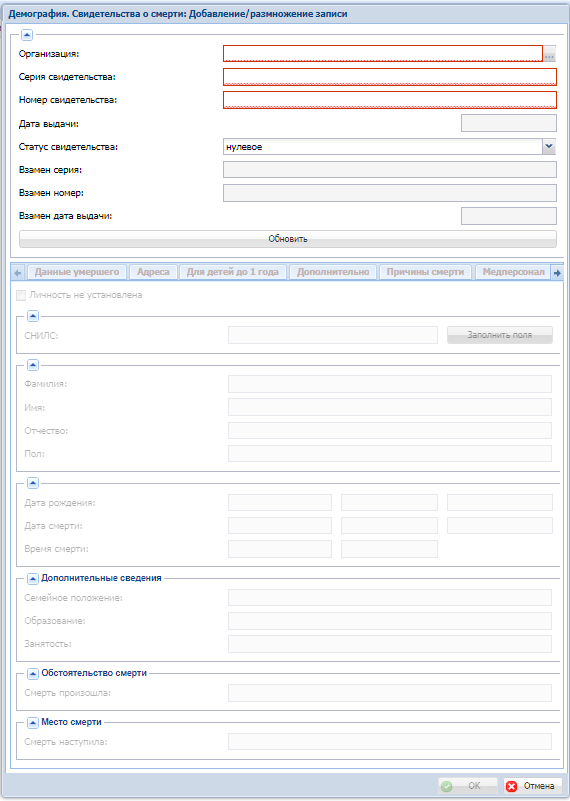 Демография. Свидетельства о смерти: Добавление/размножение записи
Организация:
...
Серия свидетельства:
Номер свидетельства:
Дата выдачи:
Статус свидетельства: нулевое
Взамен серия:
Взамен номер:
Взамен дата выдачи:
Обновить
Данные умершего Адреса Для детей до 1 года Дополнительно Причины смерти Медперсонал
Личность не установлена
СНИЛС: Заполнить поля
Фамилия:
Имя:
Отчество:
Пол:
Дата рождения:
Дата смерти:
Время смерти:
Дополнительные сведения
Семейное положение:
Образование:
Занятость:
Обстоятельство смерти
Смерть произошла:
Место смерти
Смерть наступила:
OK Отмена